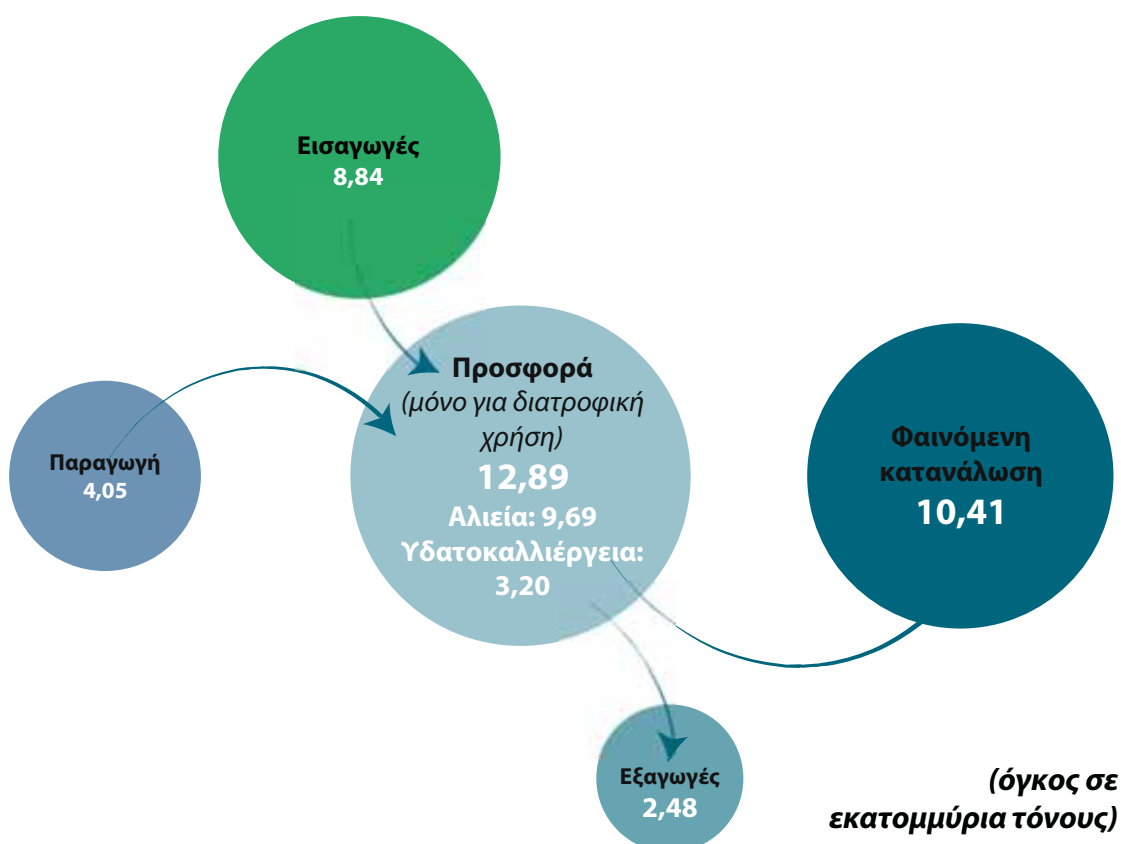 Εισαγωγές
8,84
Προσφορά
(μόνο για διατροφική
χρήση)
12,89
Αλιεία: 9,69
Υδατοκαλλιέργεια:
3,20
Παραγωγή
4,05
Φαινόμενη
κατανάλωση
10,41
Εξαγωγές
2,48
(όγκος σε
εκατομμύρια τόνους)